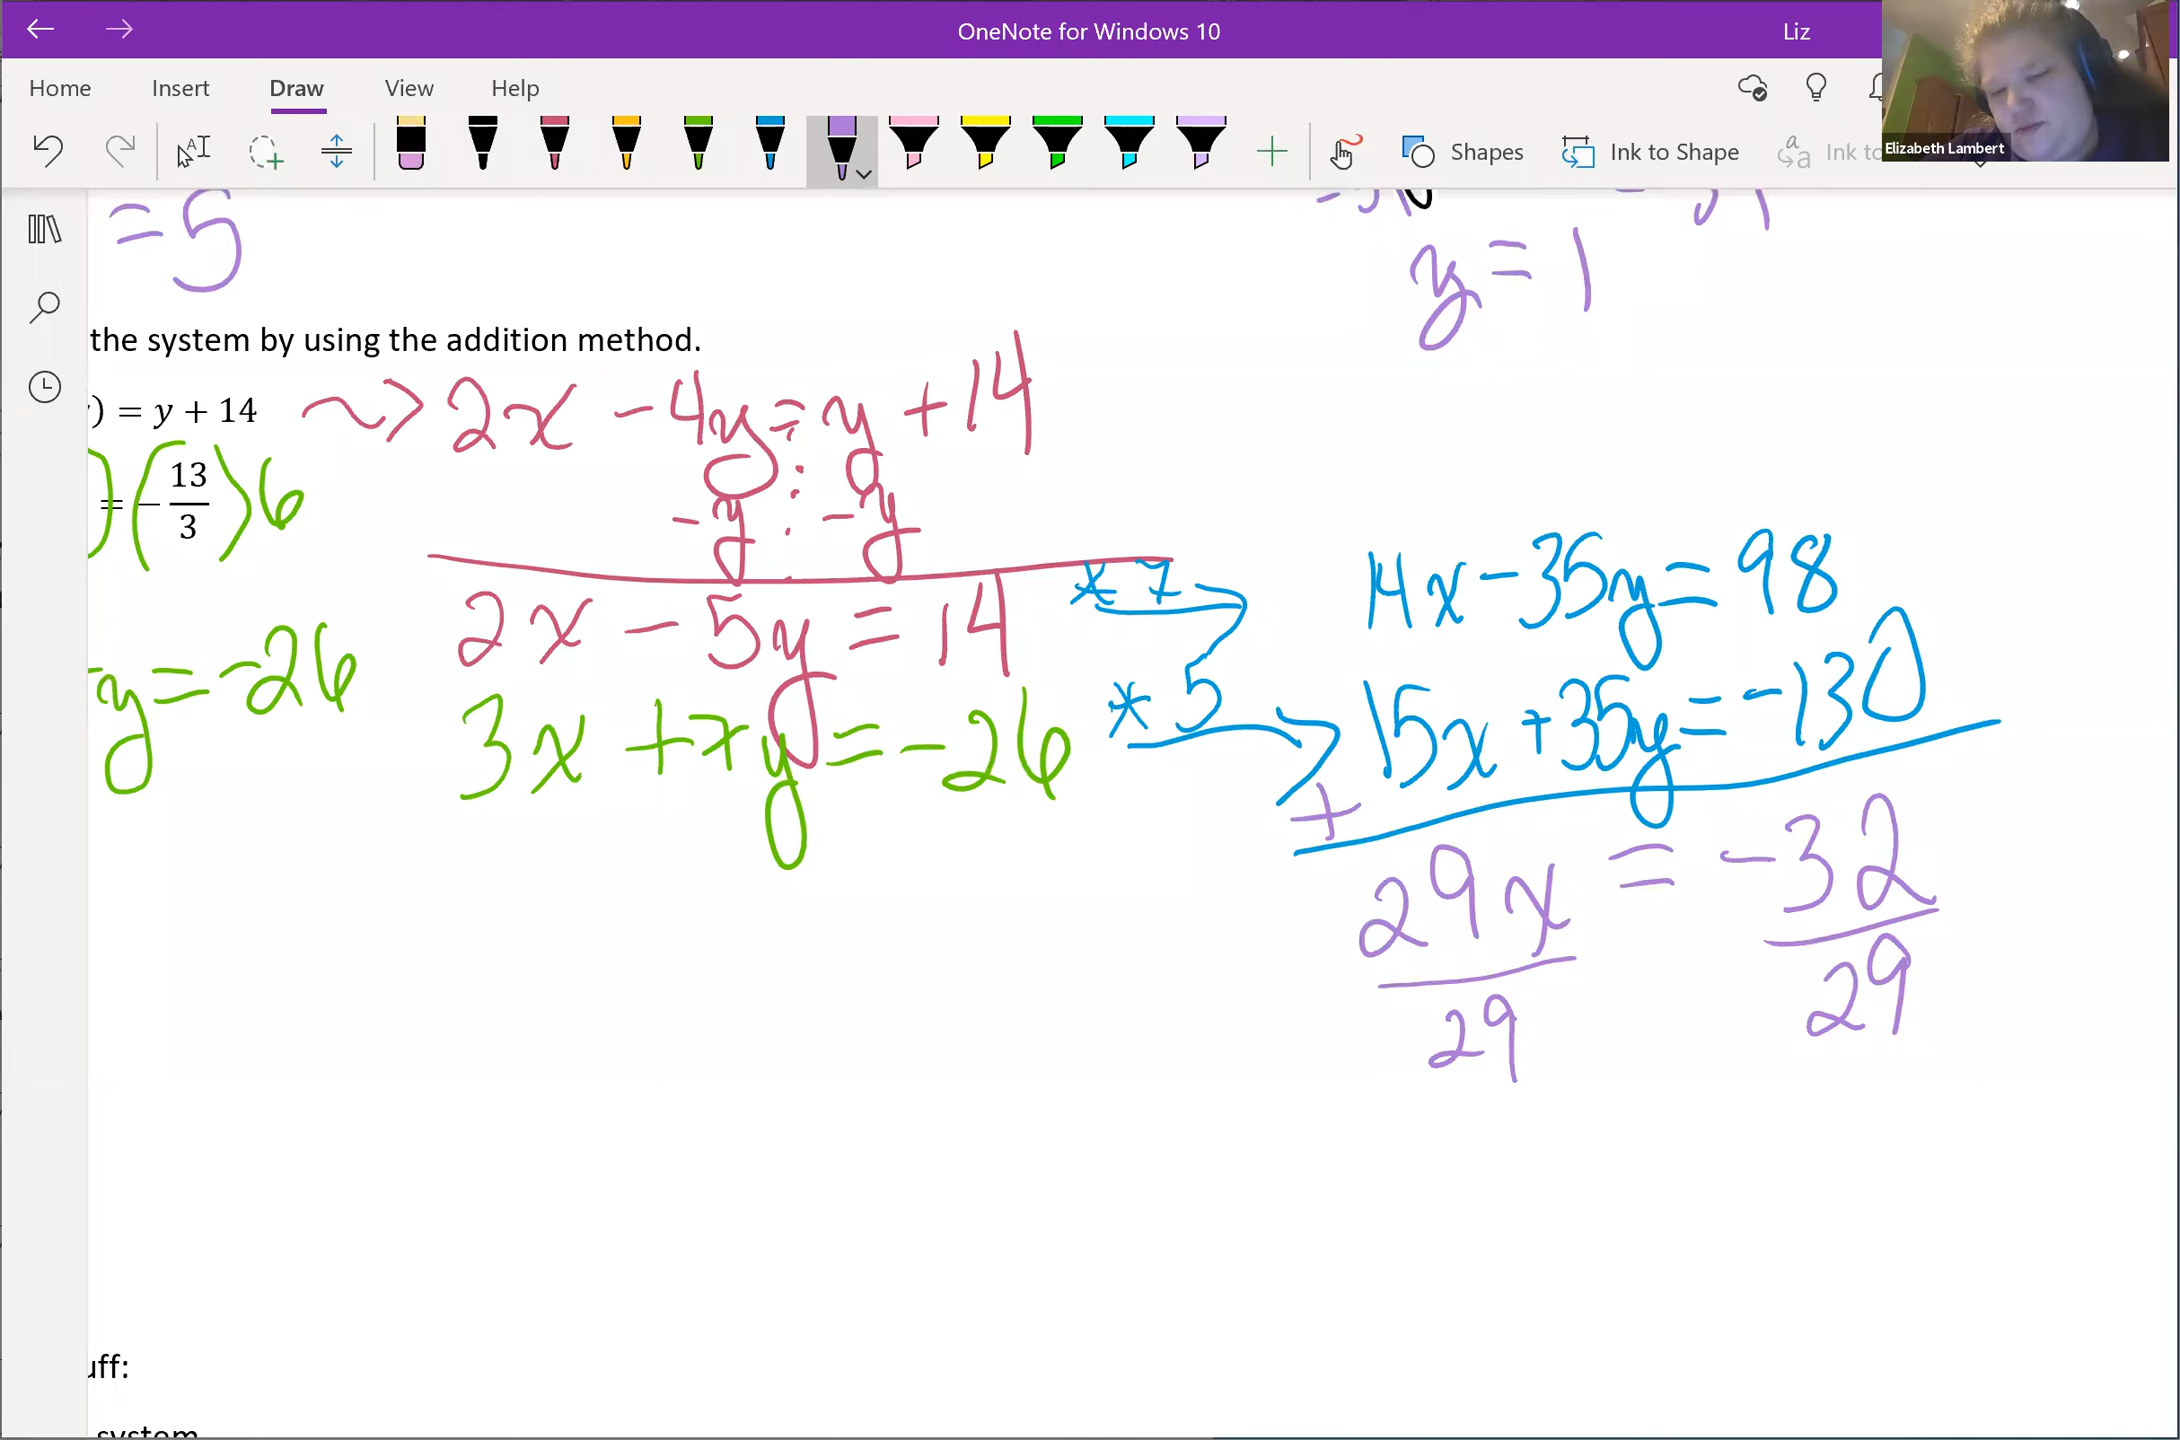 OneNote for Windows 10
Liz
Home Insert Draw View Help
Shapes Ink to Shape Ink to
Elizabeth Lambert
= 5
y = 1
the system by using the addition method.
) = y + 14
2x - 4y = y + 14
-y -y
= (- 13/3) 6
2x - 5y = 14 * 7
14x - 35y = 98
y = -26
3x + 7y = -26 * 5
15x + 35y = -130
+
29x = -32
29 29
uff:
system